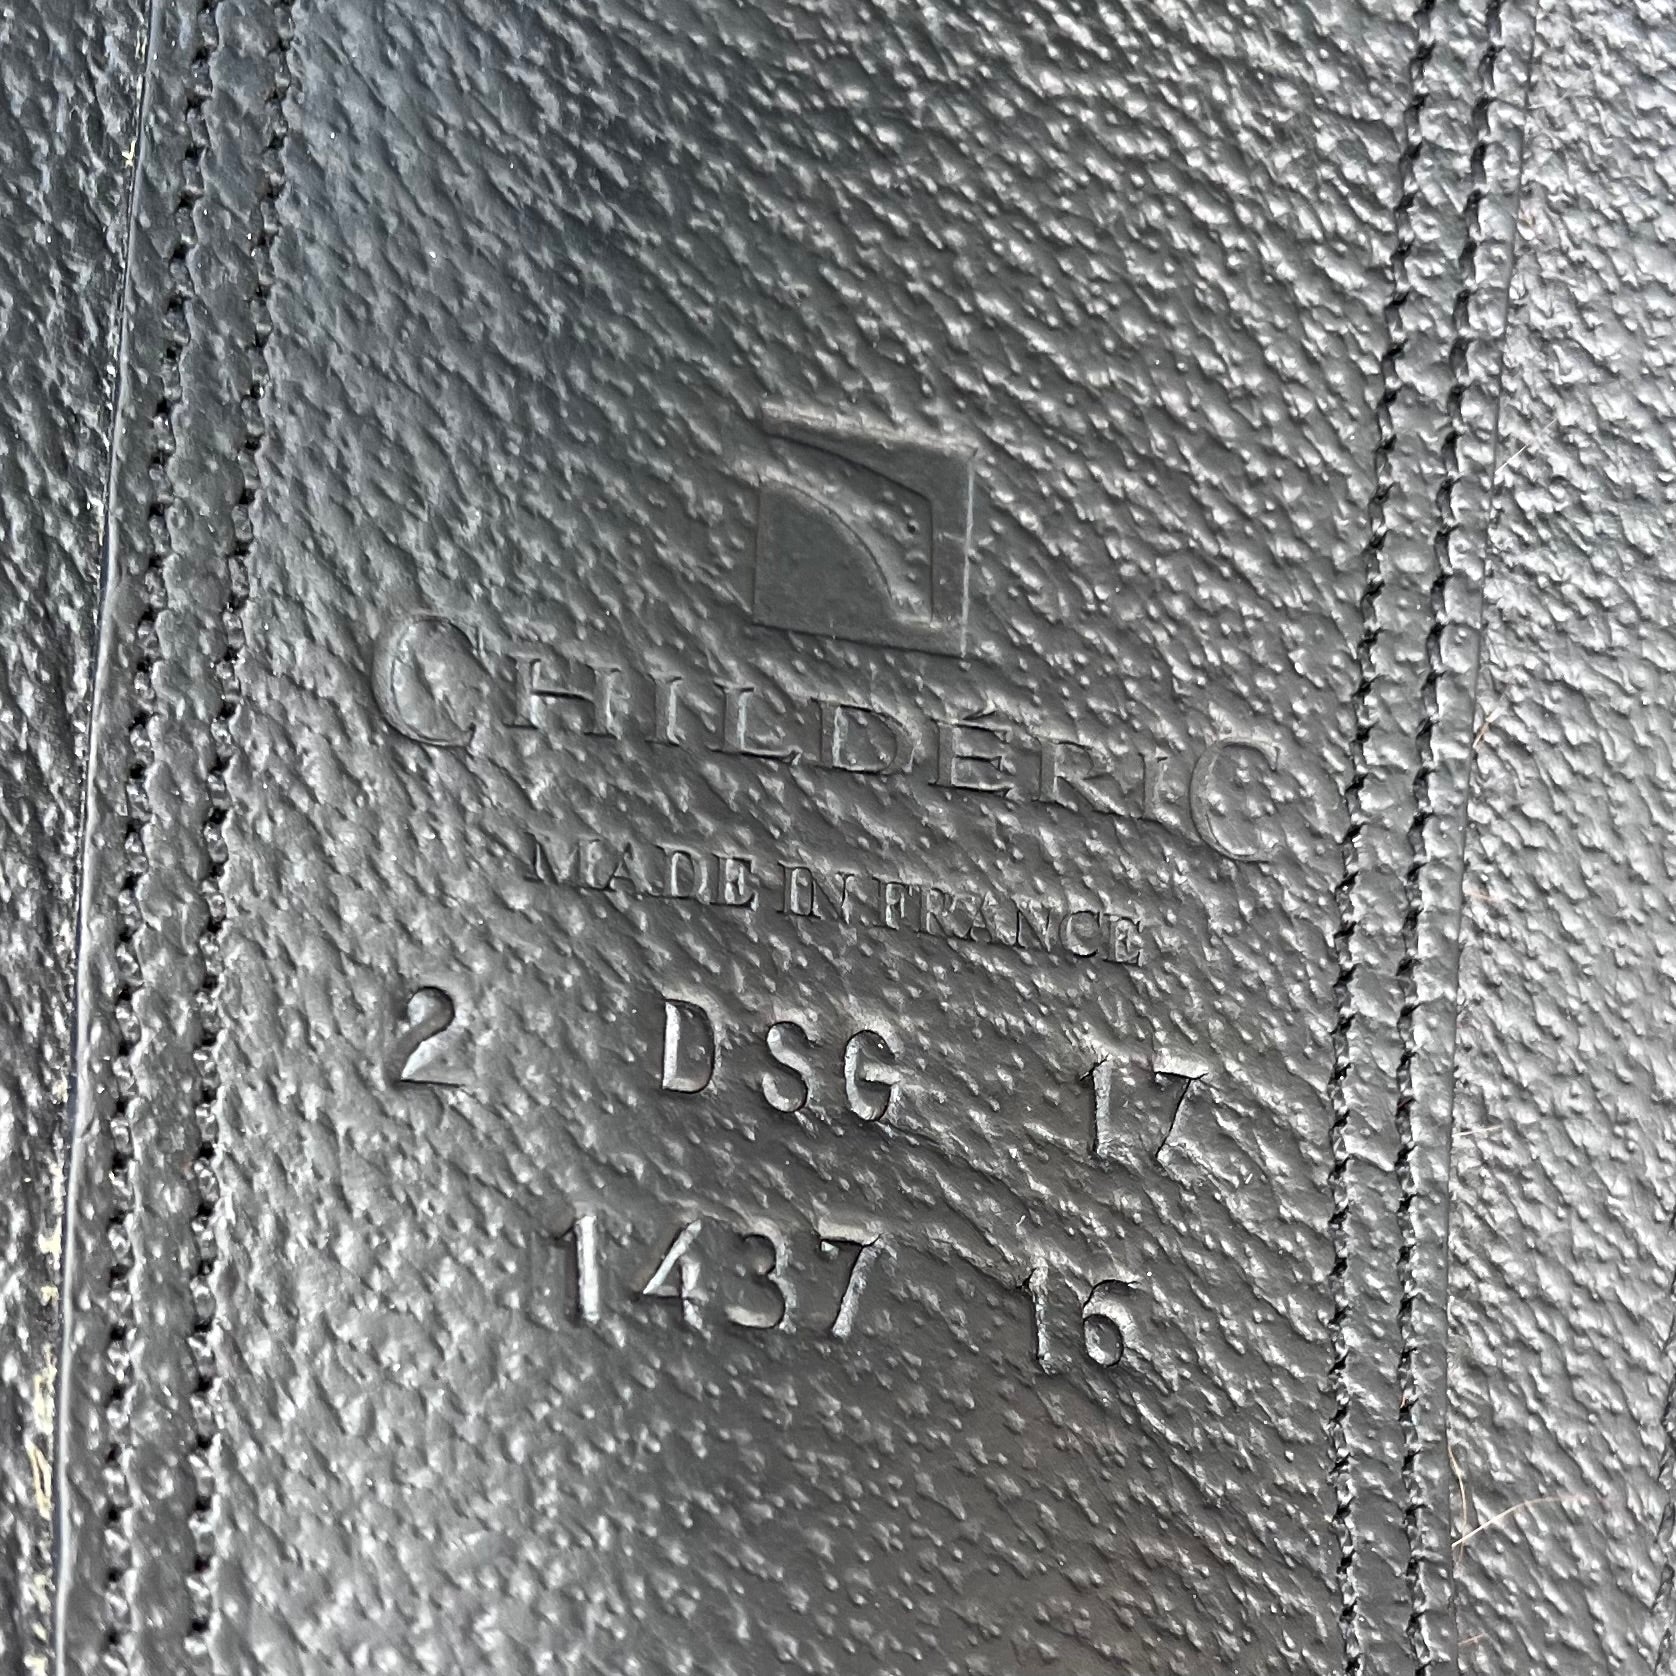 CHILDÉRIC
MADE IN FRANCE
2 DSG 17
1437 16